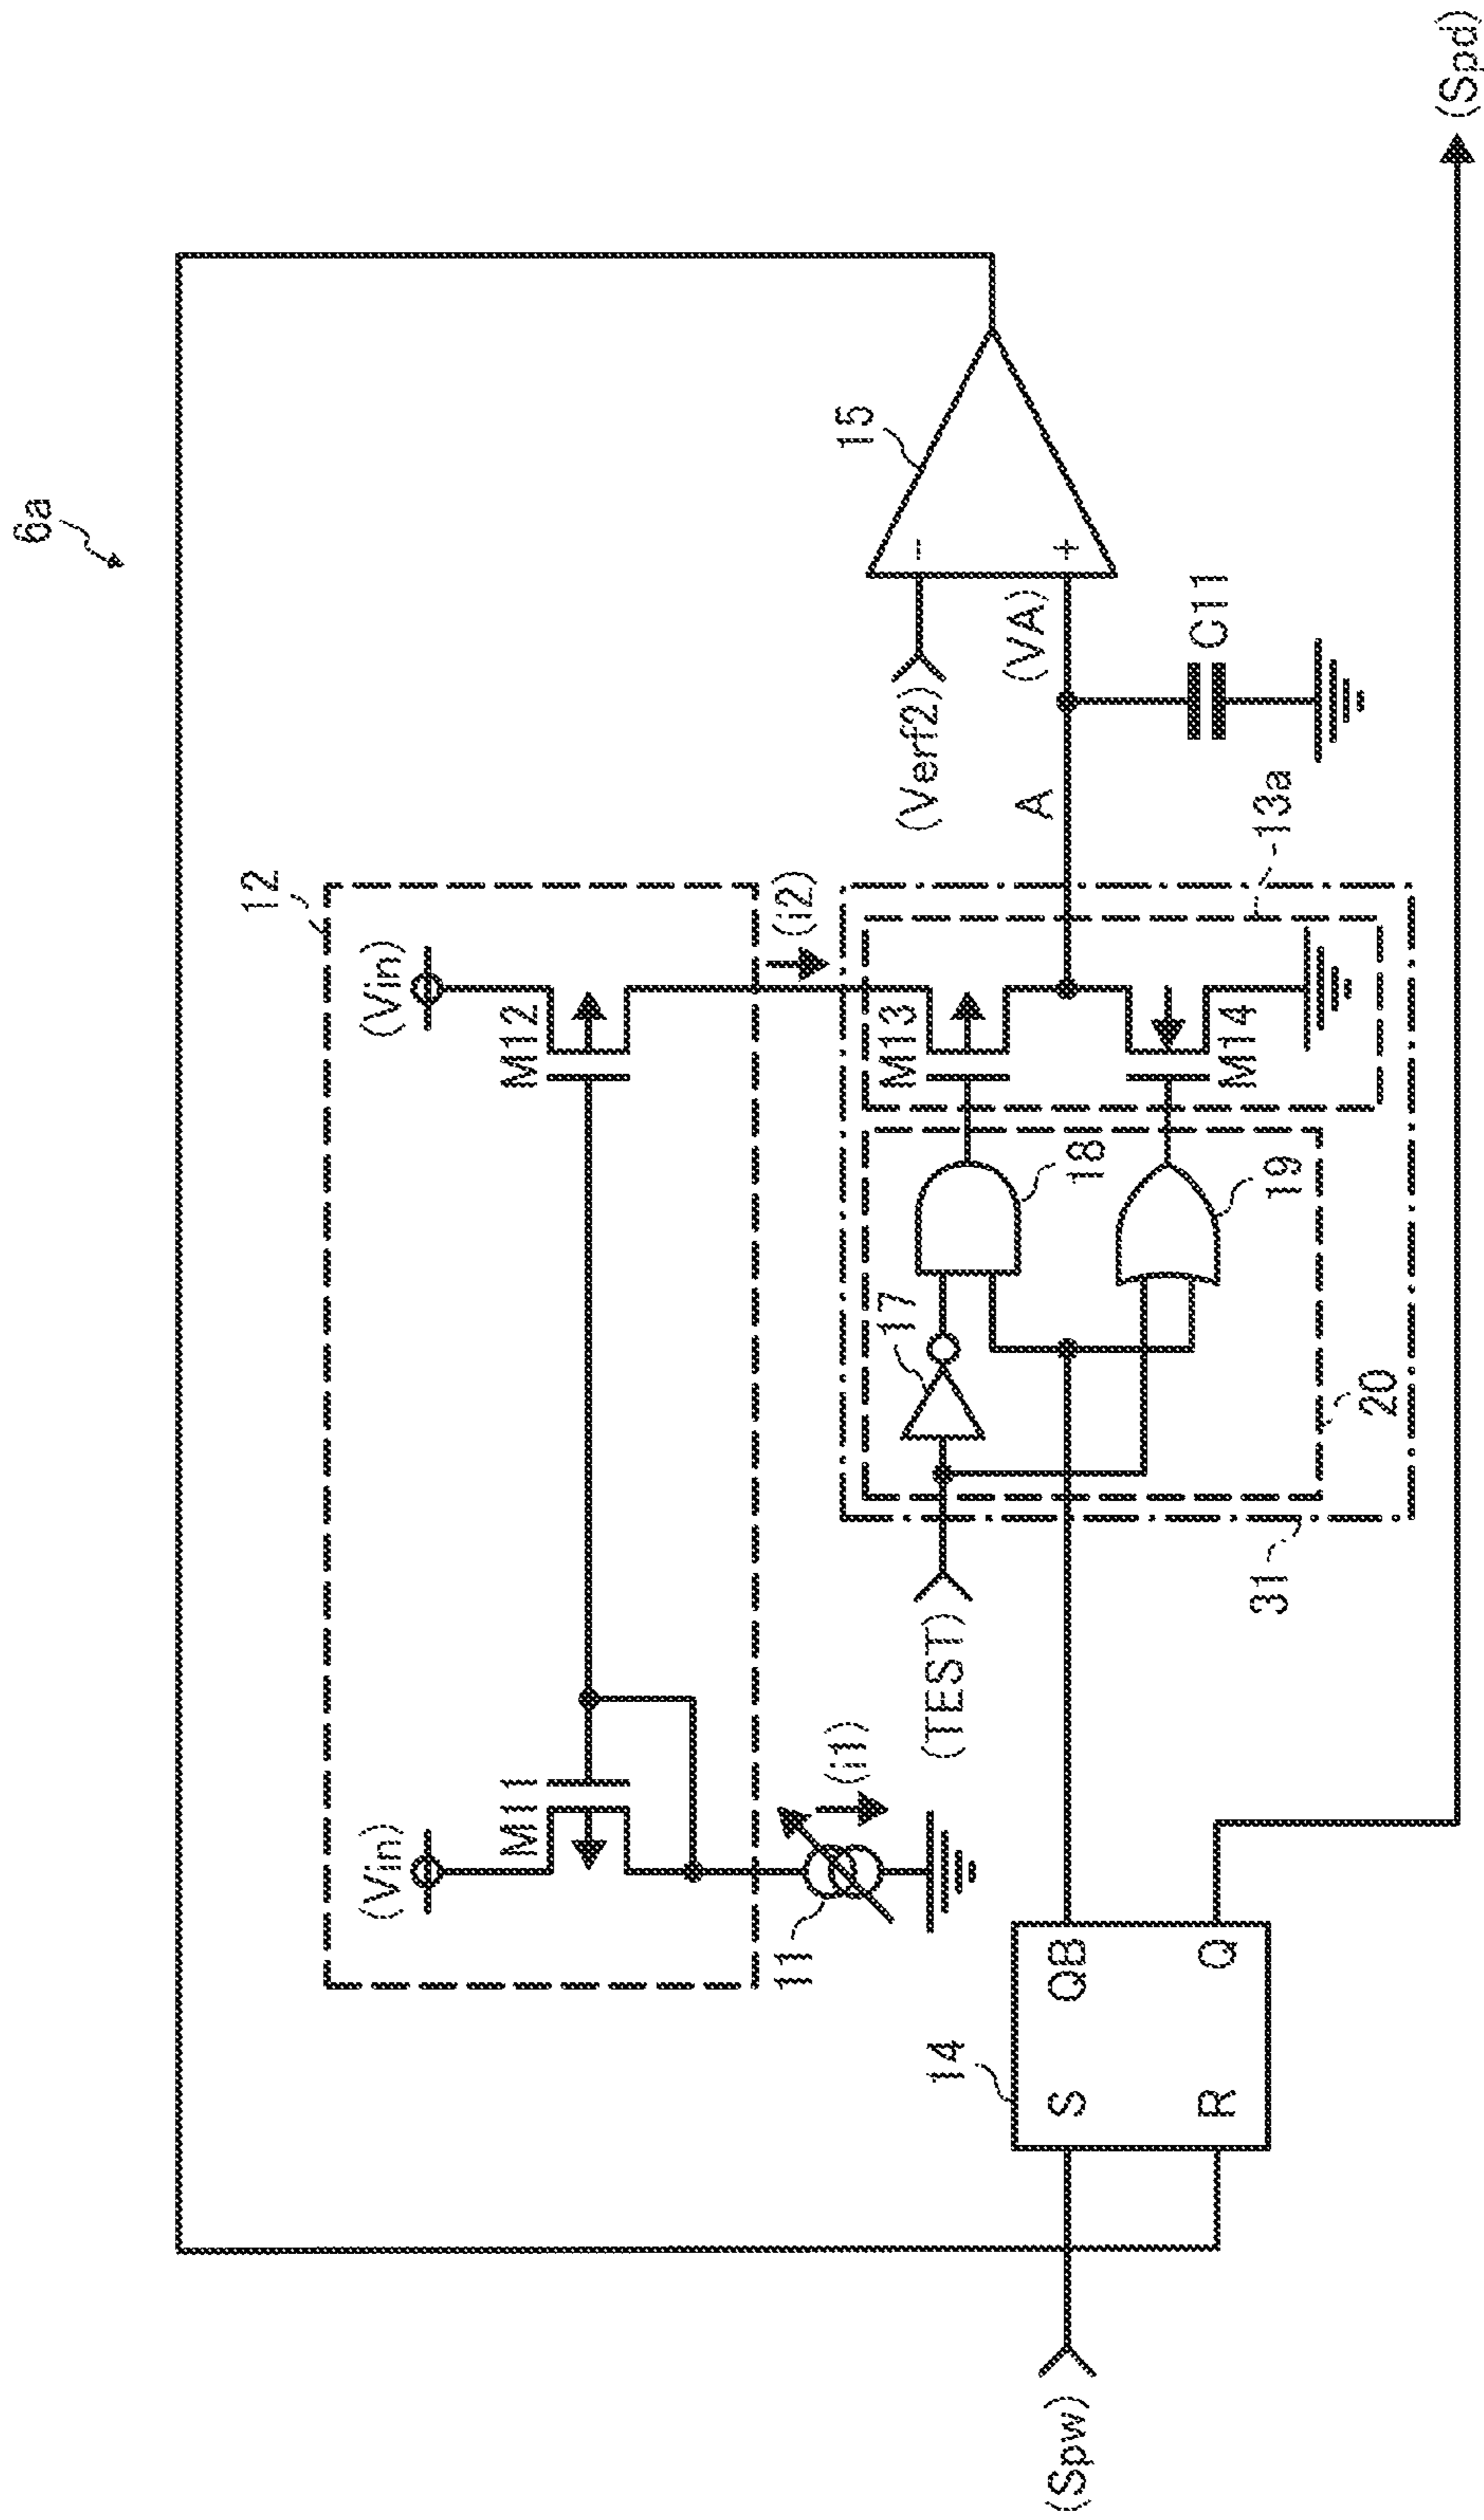 6a
12
(Vin)
(Vin)
M11
M12
11
(i1)
(i2)
15
(Verf2)
-
+
(VA)
A
C11
13a
M13
M14
(TEST)
17
18
19
20
31
14
S
QB
R
Q
(Spw)
(Spd)